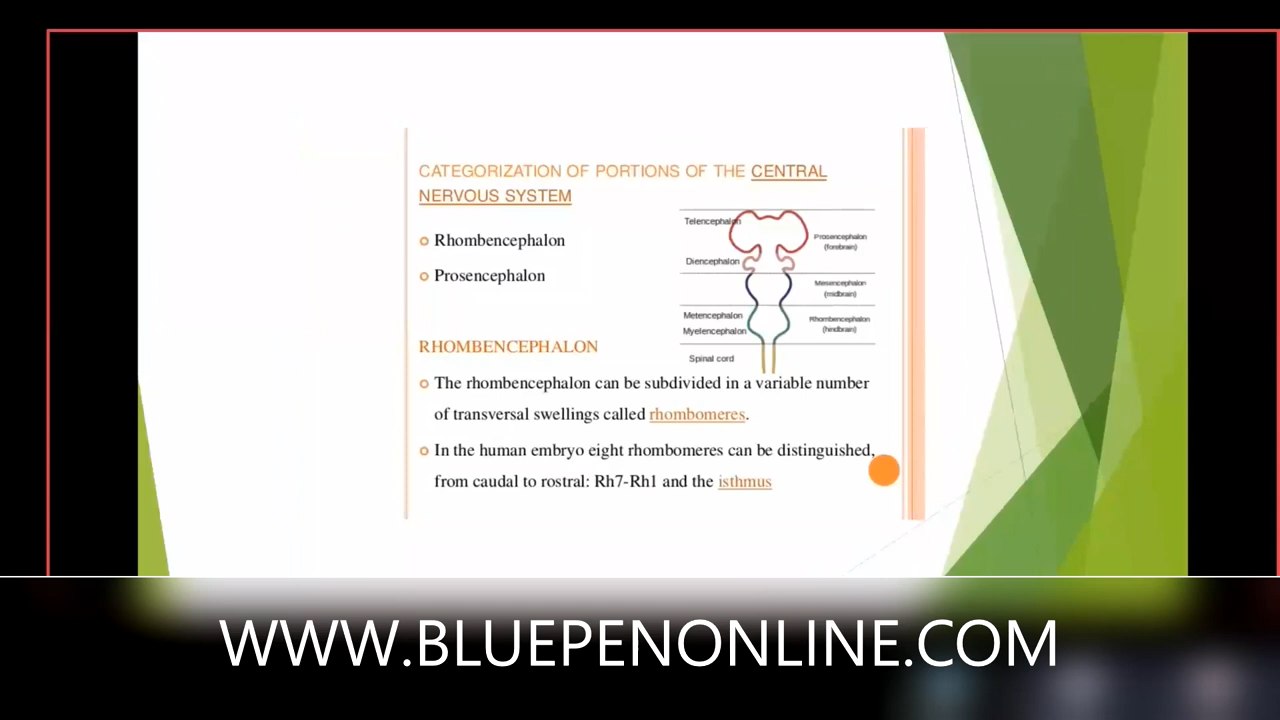 CATEGORIZATION OF PORTIONS OF THE CENTRAL
NERVOUS SYSTEM
Rhombencephalon
Prosencephalon
Telencephalon
Prosencephalon
(forebrain)
Diencephalon
Mesencephalon
(midbrain)
Metencephalon
Rhombencephalon
(hindbrain)
Myelencephalon
Spinal cord
RHOMBENCEPHALON
The rhombencephalon can be subdivided in a variable number
of transversal swellings called rhombomeres.
In the human embryo eight rhombomeres can be distinguished,
from caudal to rostral: Rh7-Rh1 and the isthmus
WWW.BLUEPENONLINE.COM